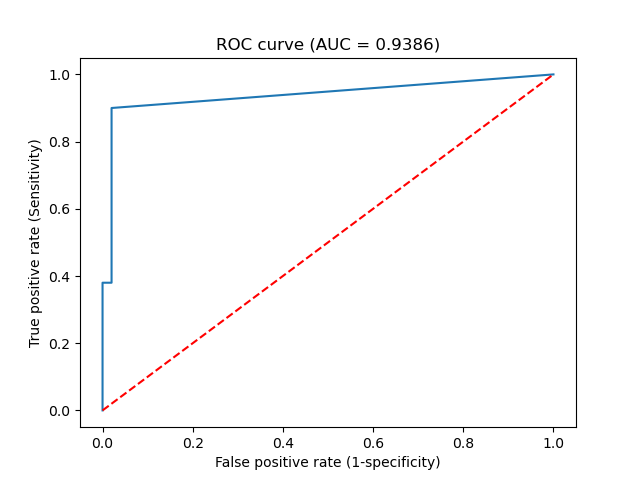 ROC curve (AUC = 0.9386)
1.0
0.8
0.6
0.4
0.2
0.0
True positive rate (Sensitivity)
0.0 0.2 0.4 0.6 0.8 1.0
False positive rate (1-specificity)